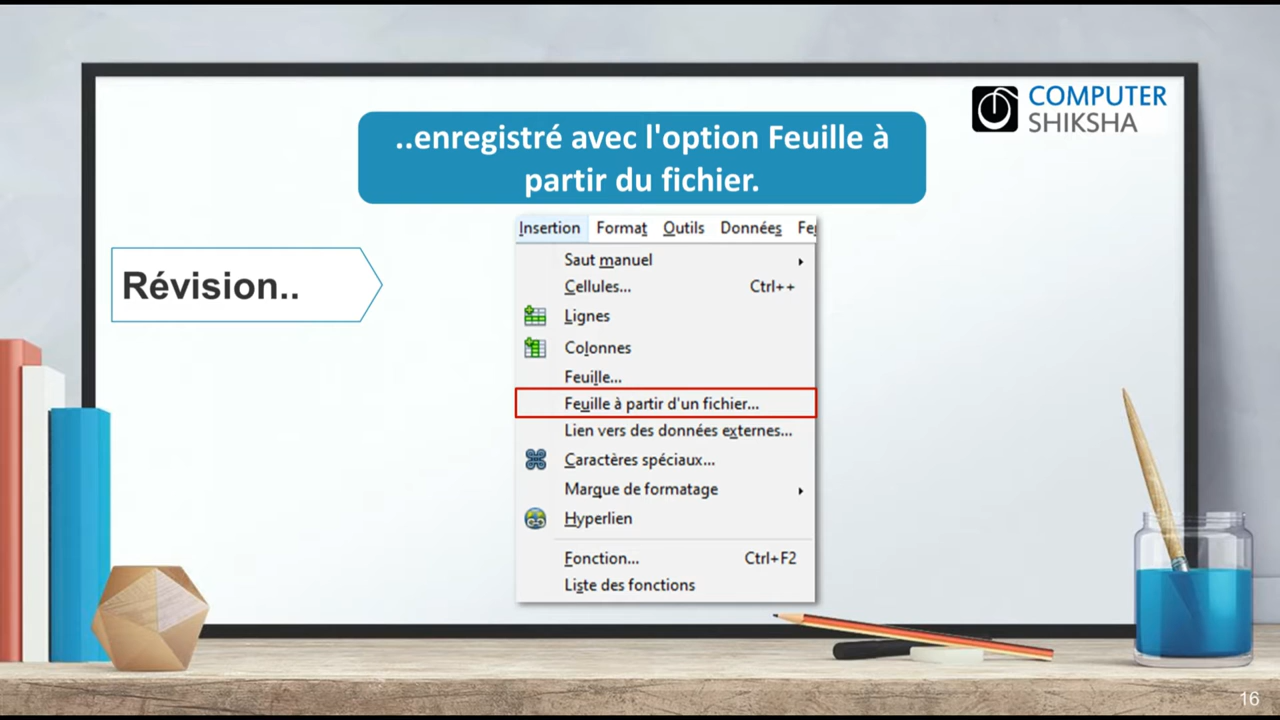 COMPUTER
SHIKSHA
..enregistré avec l'option Feuille à
partir du fichier.
Révision..
Insertion Format Outils Données
Saut manuel
Cellules... Ctrl++
Lignes
Colonnes
Feuille...
Feuille à partir d'un fichier...
Lien vers des données externes...
Caractères spéciaux...
Marque de formatage
Hyperlien
Fonction... Ctrl+F2
Liste des fonctions
16